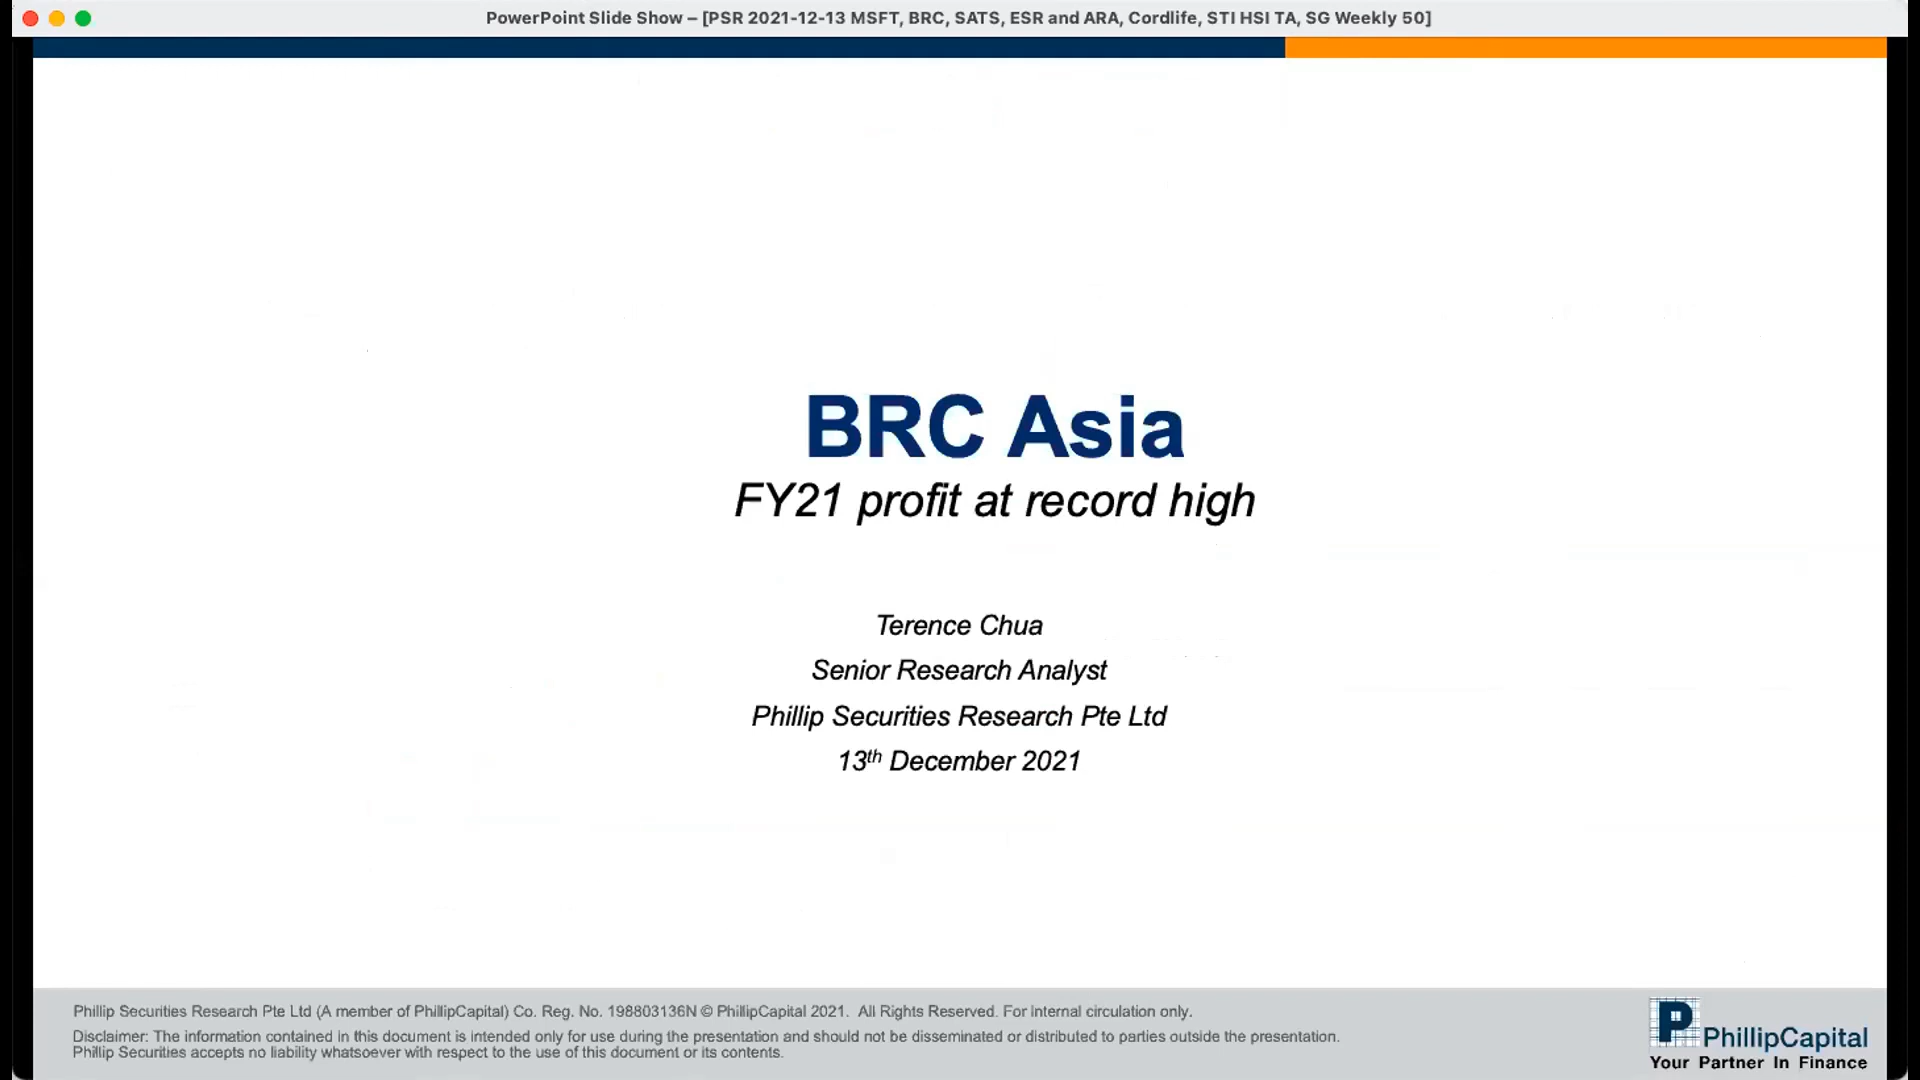 PowerPoint Slide Show – [PSR 2021-12-13 MSFT, BRC, SATS, ESR and ARA, Cordlife, STI HSI TA, SG Weekly 50]
BRC Asia
FY21 profit at record high
Terence Chua
Senior Research Analyst
Phillip Securities Research Pte Ltd
13th December 2021
Phillip Securities Research Pte Ltd (A member of PhillipCapital) Co. Reg. No. 198803136N © PhillipCapital 2021. All Rights Reserved. For Internal circulation only.
Disclaimer: The information contained in this document is intended only for use during the presentation and should not be disseminated or distributed to parties outside the presentation.
Phillip Securities accepts no liability whatsoever with respect to the use of this document or its contents.
PhillipCapital
Your Partner In Finance